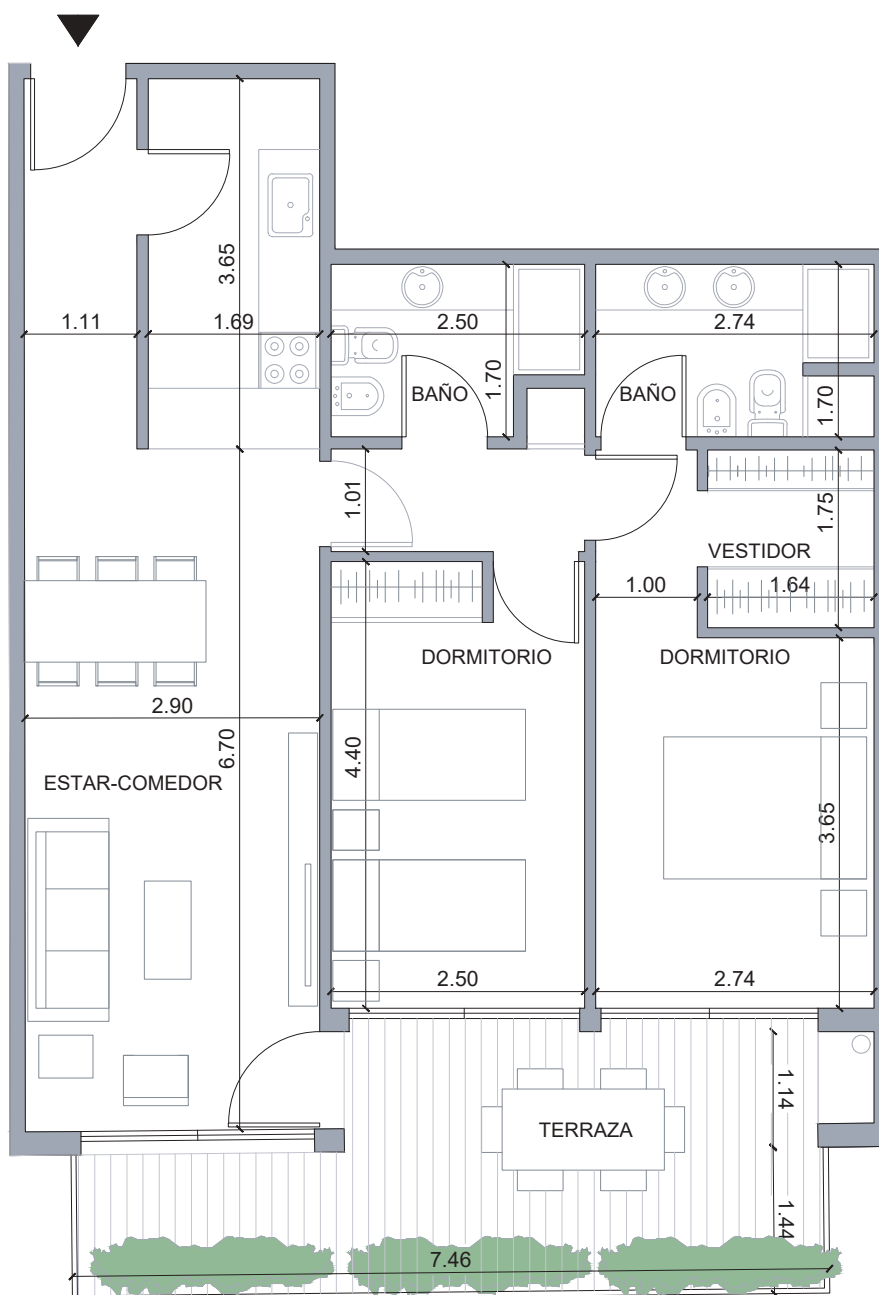 3.65
1.11
1.69
2.50
2.74
1.70
BAÑO
BAÑO
1.70
1.01
1.75
VESTIDOR
1.00
1.64
DORMITORIO
DORMITORIO
2.90
6.70
4.40
ESTAR-COMEDOR
3.65
2.50
2.74
1.14
TERRAZA
1.44
7.46